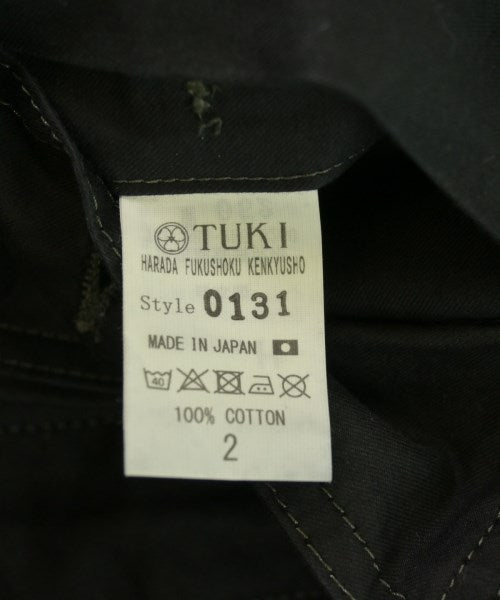 TUKI
HARADA FUKUSHOKU KENKYUSHO
Style 0131
MADE IN JAPAN
40
100% COTTON
2